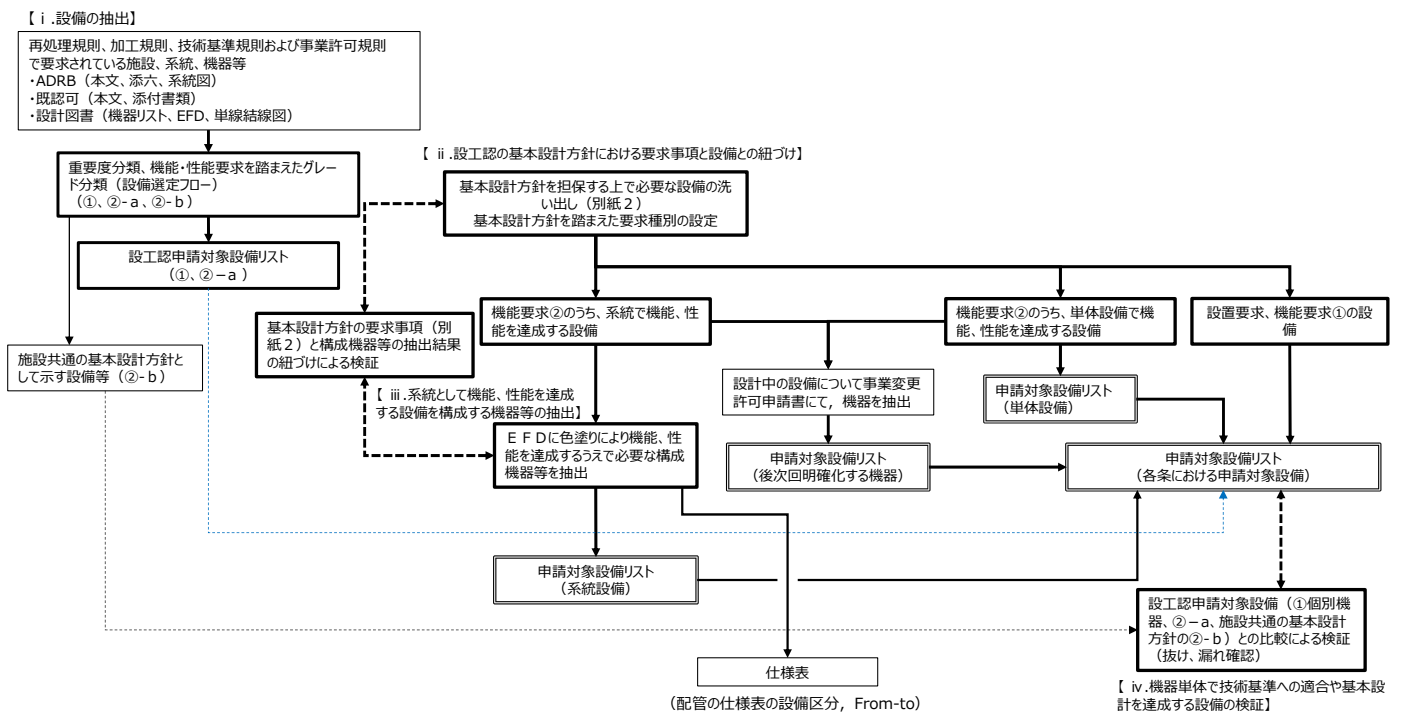 【ⅰ.設備の抽出】
再処理規則、加工規則、技術基準規則および事業許可規則
で要求されている施設、系統、機器等
・ADRB（本文、添六、系統図）
・既認可（本文、添付書類）
・設計図書（機器リスト、EFD、単線結線図）
重要度分類、機能・性能要求を踏まえたグレー
ド分類（設備選定フロー）
（①、②-a、②-b）
設工認申請対象設備リスト
（①、②－a ）
施設共通の基本設計方針と
して示す設備等（②-b）
【 ⅱ.設工認の基本設計方針における要求事項と設備との紐づけ】
基本設計方針を担保する上で必要な設備の洗
い出し（別紙２）
基本設計方針を踏まえた要求種別の設定
基本設計方針の要求事項（別
紙２）と構成機器等の抽出結果
の紐づけによる検証
機能要求②のうち、系統で機能、性
能を達成する設備
機能要求②のうち、単体設備で機
能、性能を達成する設備
設置要求、機能要求①の設
備
【 ⅲ.系統として機能、性能を達成
する設備を構成する機器等の抽出】
設計中の設備について事業変更
許可申請書にて，機器を抽出
申請対象設備リスト
（単体設備）
ＥＦＤに色塗りにより機能、性
能を達成するうえで必要な構成
機器等を抽出
申請対象設備リスト
（後次回明確化する機器）
申請対象設備リスト
（各条における申請対象設備）
申請対象設備リスト
（系統設備）
設工認申請対象設備（①個別機
器、②－a、施設共通の基本設計
方針の②-ｂ）との比較による検証
（抜け、漏れ確認）
仕様表
（配管の仕様表の設備区分，From-to）
【 ⅳ.機器単体で技術基準への適合や基本設
計を達成する設備の検証】